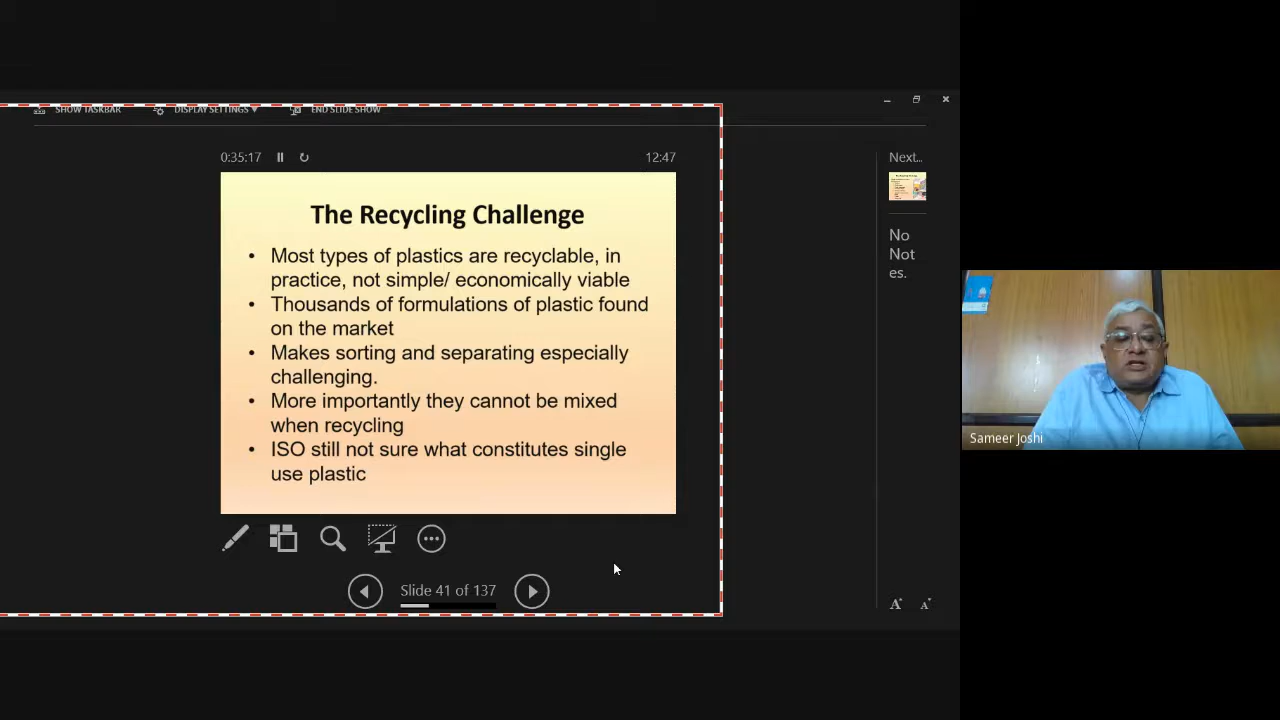 SHOW TASKBAR DISPLAY SETTINGS END SLIDE SHOW
0:35:17 12:47
The Recycling Challenge
• Most types of plastics are recyclable, in
practice, not simple/ economically viable
• Thousands of formulations of plastic found
on the market
• Makes sorting and separating especially
challenging.
• More importantly they cannot be mixed
when recycling
• ISO still not sure what constitutes single
use plastic
Slide 41 of 137
Next...
No
Not
es.
A A
Sameer Joshi